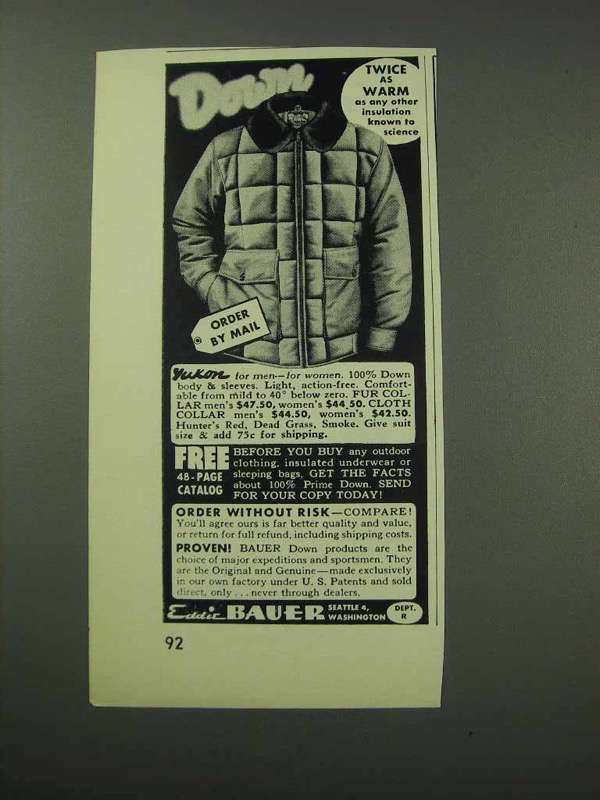 Down
TWICE
AS
WARM
as any other
insulation
known to
science
ORDER
BY MAIL
Yukon for men—for women. 100% Down
body & sleeves. Light, action-free. Comfort-
able from mild to 40° below zero. FUR COL-
LAR men's $47.50, women's $44.50. CLOTH
COLLAR men's $44.50, women's $42.50.
Hunter's Red, Dead Grass, Smoke. Give suit
size & add 75c for shipping.
FREE
48-PAGE
CATALOG
BEFORE YOU BUY any outdoor
clothing, insulated underwear or
sleeping bags, GET THE FACTS
about 100% Prime Down. SEND
FOR YOUR COPY TODAY!
ORDER WITHOUT RISK—COMPARE!
You'll agree ours is far better quality and value,
or return for full refund, including shipping costs.
PROVEN! BAUER Down products are the
choice of major expeditions and sportsmen. They
are the Original and Genuine—made exclusively
in our own factory under U. S. Patents and sold
direct, only . . . never through dealers.
Eddie BAUER SEATTLE 4,
WASHINGTON
DEPT.
R
92